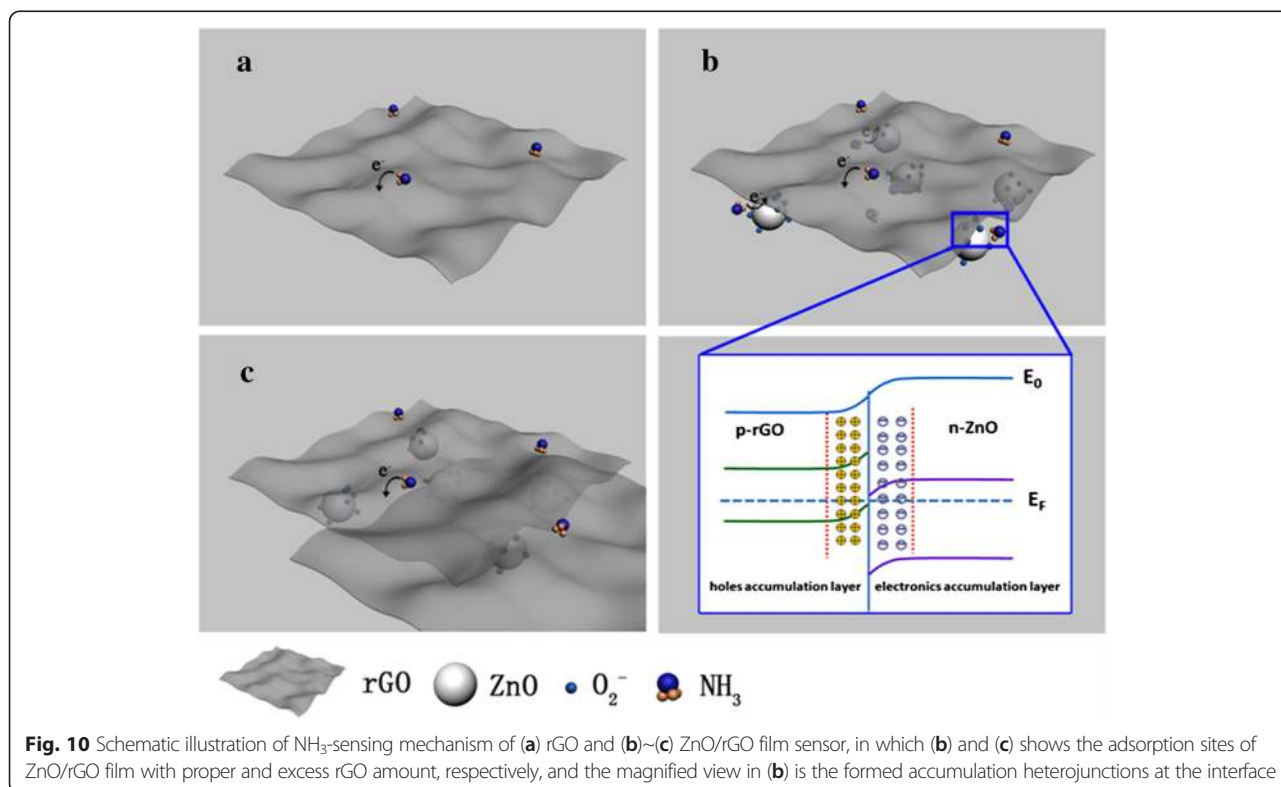 a
e-
b
e-
e-
e-
c
e-
E0
p-rGO
n-ZnO
EF
holes accumulation layer
electronics accumulation layer
rGO ZnO O2- NH3
Fig. 10 Schematic illustration of NH3-sensing mechanism of (a) rGO and (b)~(c) ZnO/rGO film sensor, in which (b) and (c) shows the adsorption sites of
ZnO/rGO film with proper and excess rGO amount, respectively, and the magnified view in (b) is the formed accumulation heterojunctions at the interface